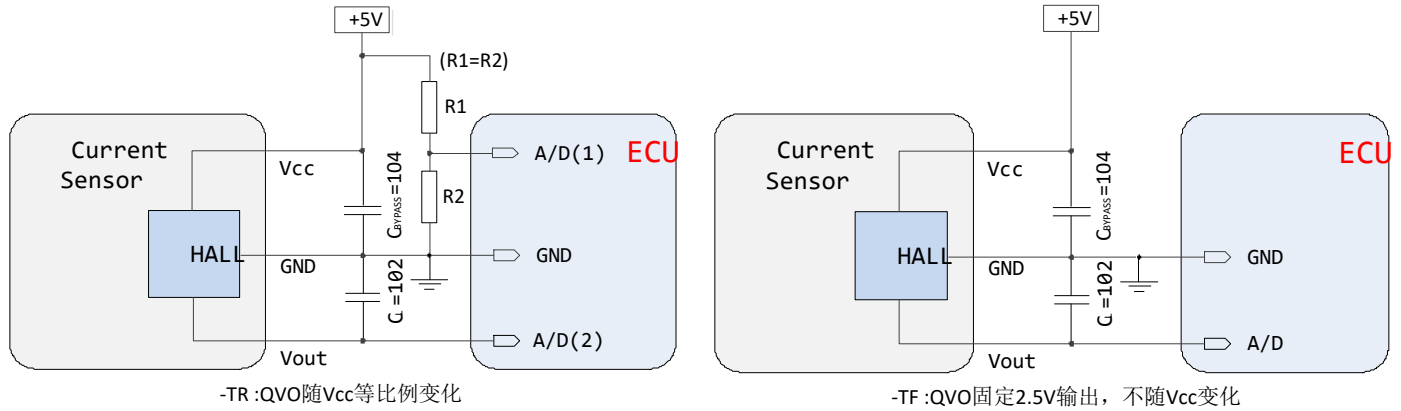 +5V
(R1=R2)
R1
Current
Sensor
Vcc
CBYPASS=104
A/D(1)
ECU
R2
HALL
GND
GND
CL=102
A/D(2)
Vout
-TR :QVO随Vcc等比例变化
+5V
Current
Sensor
Vcc
CBYPASS=104
ECU
HALL
GND
GND
CL=102
A/D
Vout
-TF :QVO固定2.5V输出，不随Vcc变化